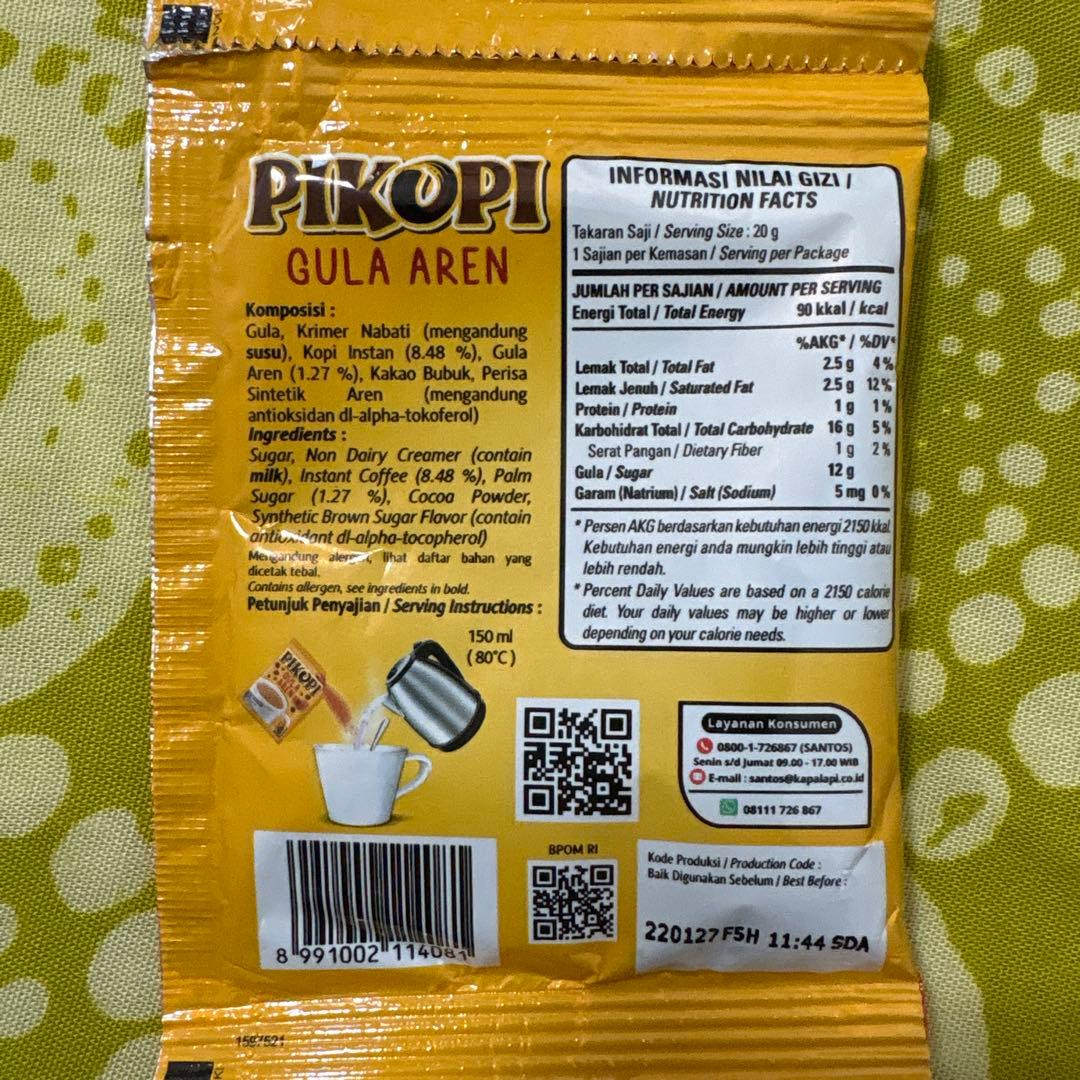 PIKOPI
GULA AREN
Komposisi :
Gula, Krimer Nabati (mengandung
susu), Kopi Instan (8.48 %), Gula
Aren (1.27 %), Kakao Bubuk, Perisa
Sintetik Aren (mengandung
antioksidan dl-alpha-tokoferol)
Ingredients :
Sugar, Non Dairy Creamer (contain
milk), Instant Coffee (8.48 %), Palm
Sugar (1.27 %), Cocoa Powder,
Synthetic Brown Sugar Flavor (contain
antioxidant dl-alpha-tocopherol)
Mengandung alergen, lihat daftar bahan yang
dicetak tebal.
Contains allergen, see ingredients in bold.
Petunjuk Penyajian / Serving Instructions :
150 ml
(80°C)
PIKOPI
INFORMASI NILAI GIZI /
NUTRITION FACTS
Takaran Saji / Serving Size : 20 g
1 Sajian per Kemasan / Serving per Package
JUMLAH PER SAJIAN / AMOUNT PER SERVING
Energi Total / Total Energy 90 kkal / kcal
%AKG* / %DV*
Lemak Total / Total Fat 2.5 g 4%
Lemak Jenuh / Saturated Fat 2.5 g 12%
Protein / Protein 1 g 1%
Karbohidrat Total / Total Carbohydrate 16 g 5%
Serat Pangan / Dietary Fiber 1 g 2%
Gula / Sugar 12 g
Garam (Natrium) / Salt (Sodium) 5 mg 0%
* Persen AKG berdasarkan kebutuhan energi 2150 kkal.
Kebutuhan energi anda mungkin lebih tinggi atau
lebih rendah.
* Percent Daily Values are based on a 2150 calorie
diet. Your daily values may be higher or lower
depending on your calorie needs.
Layanan Konsumen
0800-1-726867 (SANTOS)
Senin s/d Jumat 09.00 - 17.00 WIB
E-mail : santos@kapalapi.co.id
08111 726 867
BPOM RI
Kode Produksi / Production Code :
Baik Digunakan Sebelum / Best Before :
220127 F5H 11:44 SDA
8 991002 114081
1597521